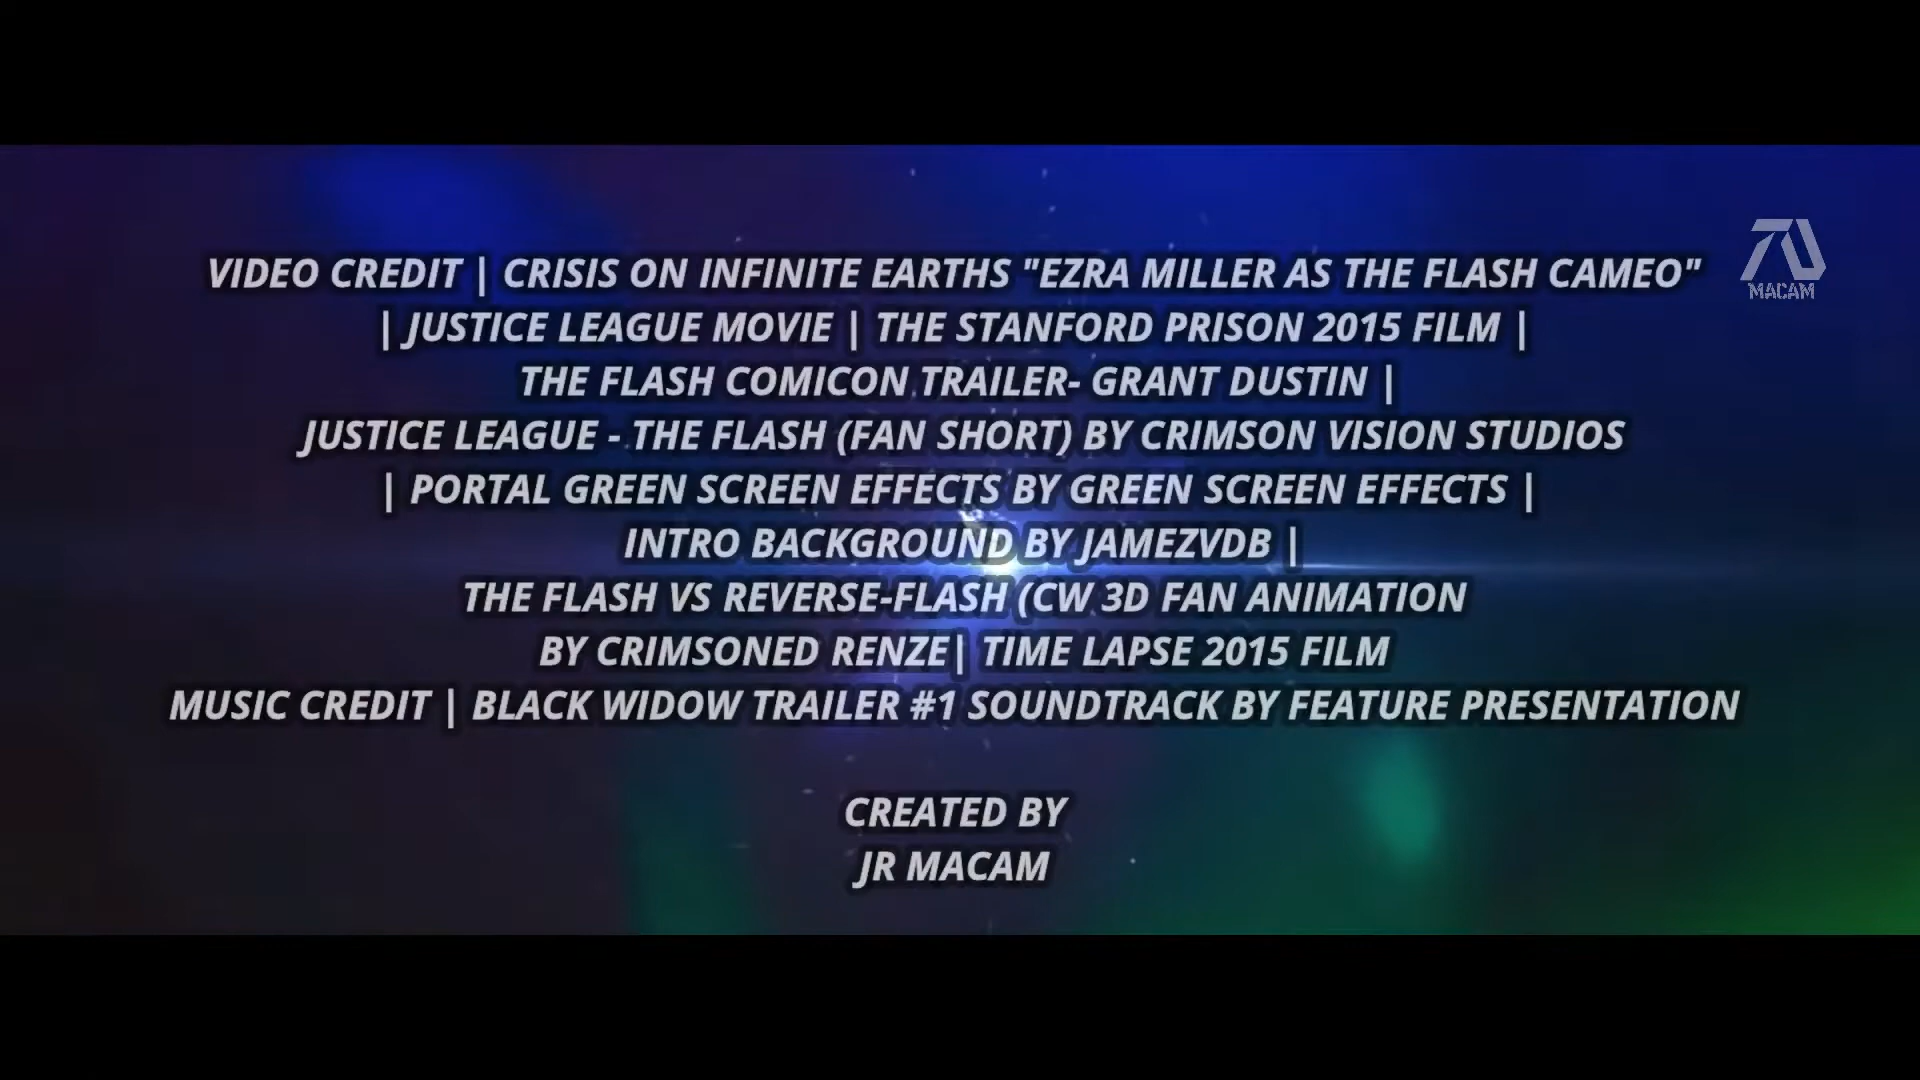 VIDEO CREDIT | CRISIS ON INFINITE EARTHS "EZRA MILLER AS THE FLASH CAMEO"
| JUSTICE LEAGUE MOVIE | THE STANFORD PRISON 2015 FILM |
THE FLASH COMICON TRAILER- GRANT DUSTIN |
JUSTICE LEAGUE - THE FLASH (FAN SHORT) BY CRIMSON VISION STUDIOS
| PORTAL GREEN SCREEN EFFECTS BY GREEN SCREEN EFFECTS |
INTRO BACKGROUND BY JAMEZVDB |
THE FLASH VS REVERSE-FLASH (CW 3D FAN ANIMATION
BY CRIMSONED RENZE| TIME LAPSE 2015 FILM
MUSIC CREDIT | BLACK WIDOW TRAILER #1 SOUNDTRACK BY FEATURE PRESENTATION
CREATED BY
JR MACAM
MACAM